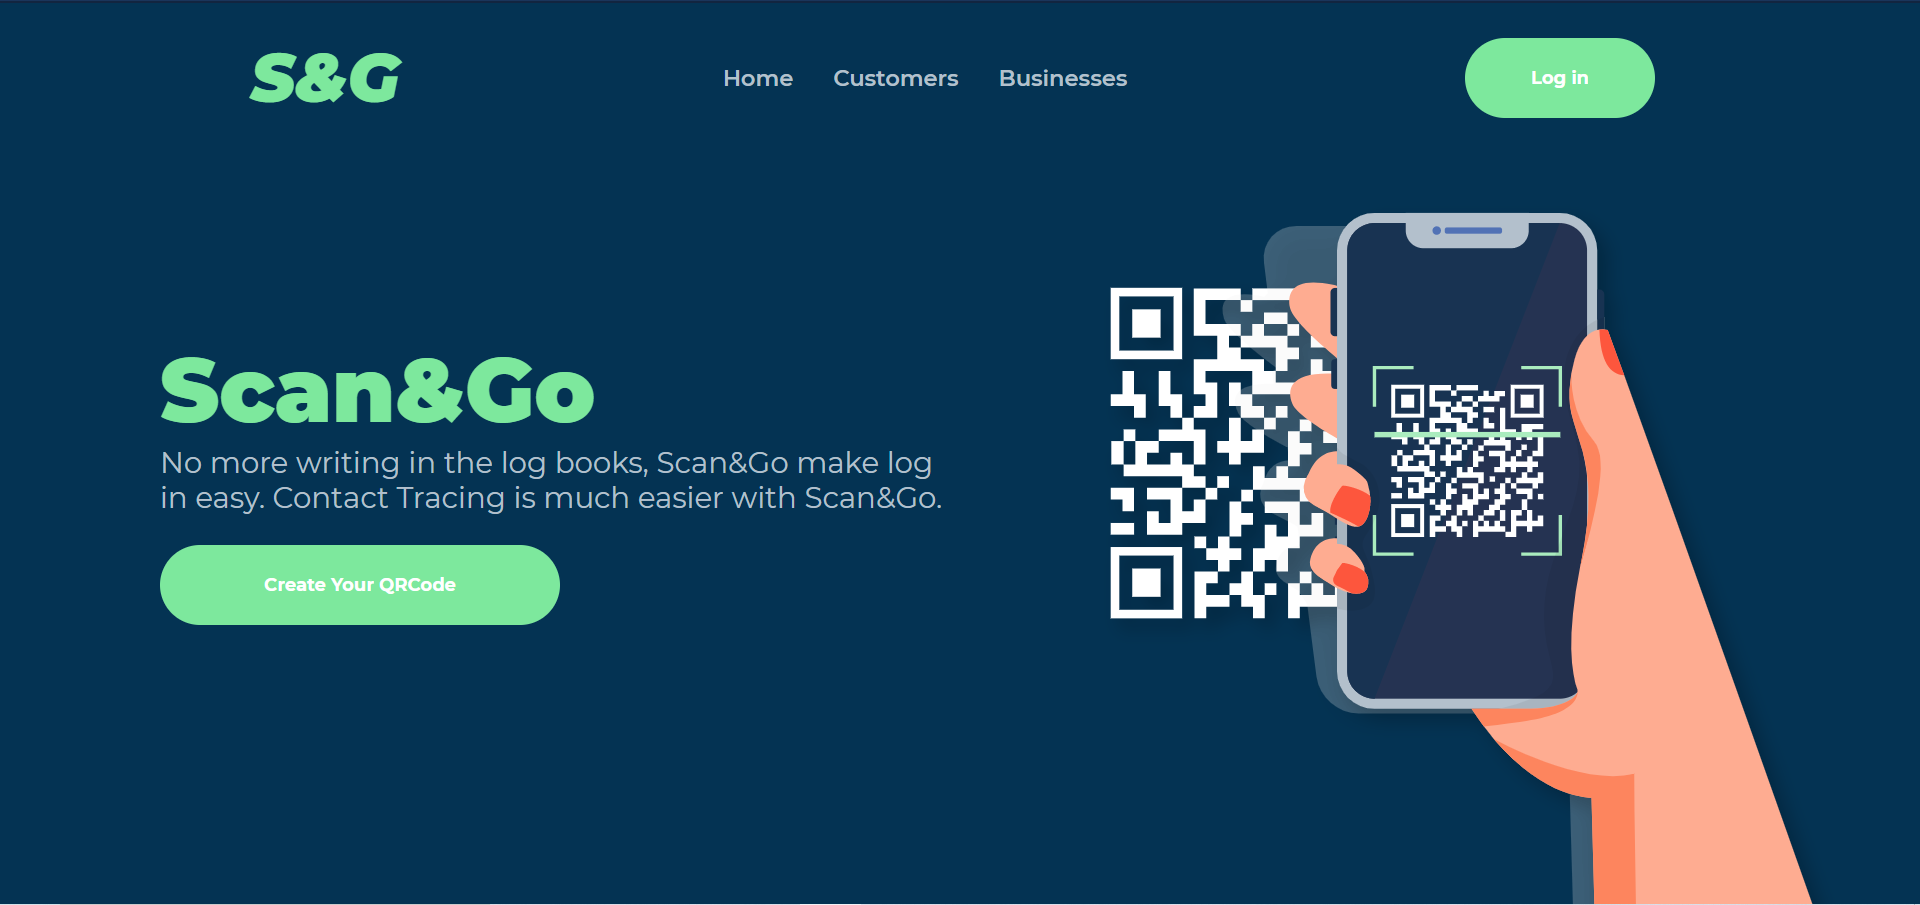 S&G
Home
Customers
Businesses
Log in
Scan&Go
No more writing in the log books, Scan&Go make log
in easy. Contact Tracing is much easier with Scan&Go.
Create Your QRCode